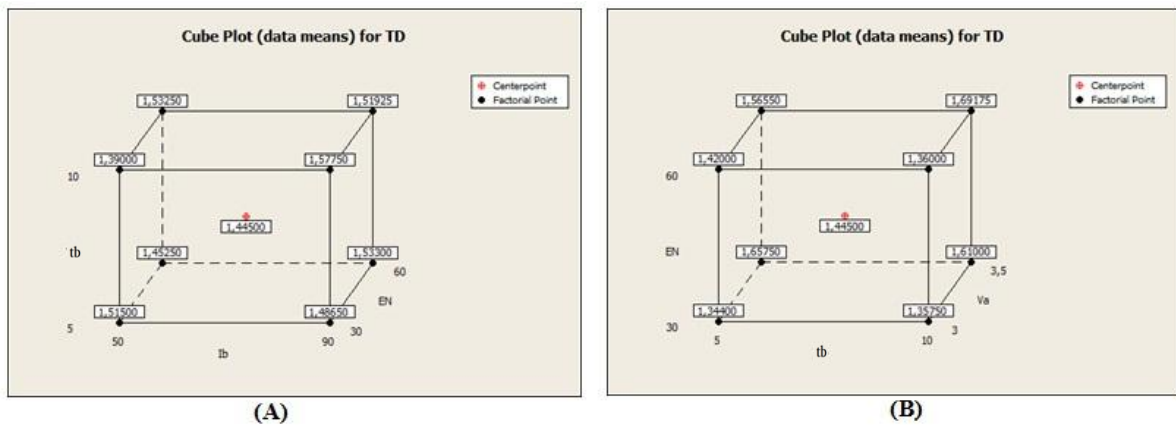 Cube Plot (data means) for TD
Centerpoint
Factorial Point
1,53250
1,51925
1,39000
1,57750
10
1,44500
tb
1,45250
1,53300
60
EN
1,51500
1,48650
5
30
50
90
Ib
(A)
Cube Plot (data means) for TD
Centerpoint
Factorial Point
1,56550
1,69175
1,42000
1,36000
60
1,44500
EN
1,65750
1,61000
3,5
Va
1,34400
1,35750
30
3
5
10
tb
(B)